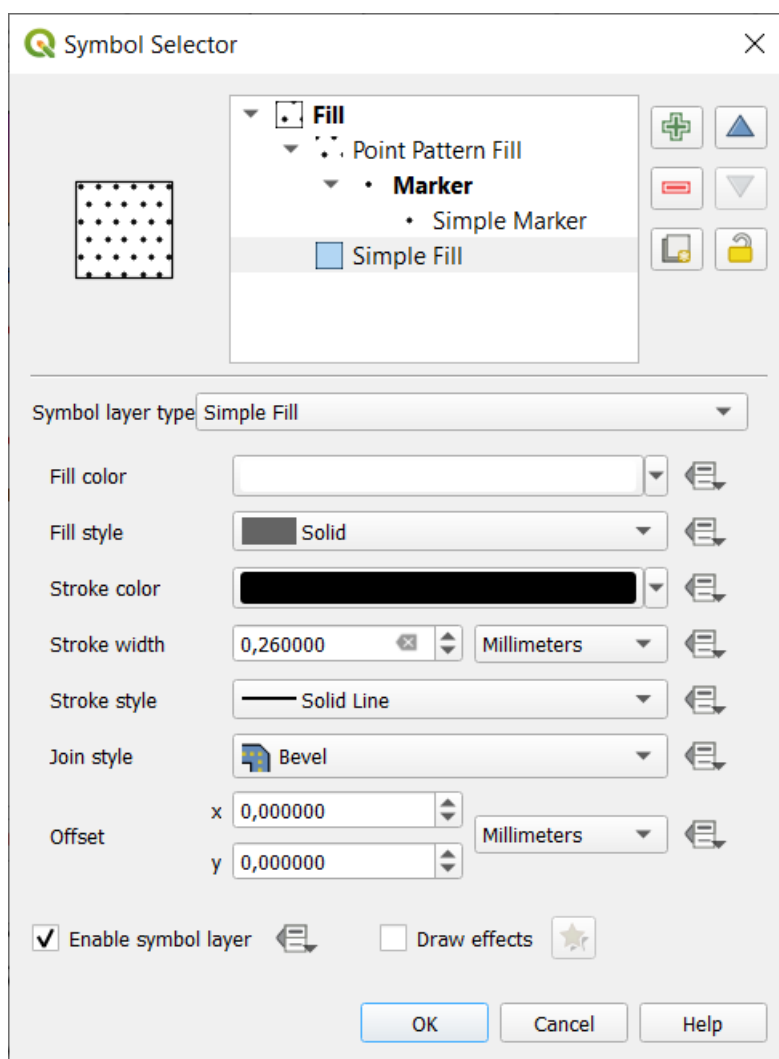 Symbol Selector
Fill
Point Pattern Fill
Marker
Simple Marker
Simple Fill
Symbol layer type Simple Fill
Fill color
Fill style Solid
Stroke color
Stroke width 0,260000 Millimeters
Stroke style Solid Line
Join style Bevel
x 0,000000
Offset Millimeters
y 0,000000
Enable symbol layer Draw effects
OK Cancel Help